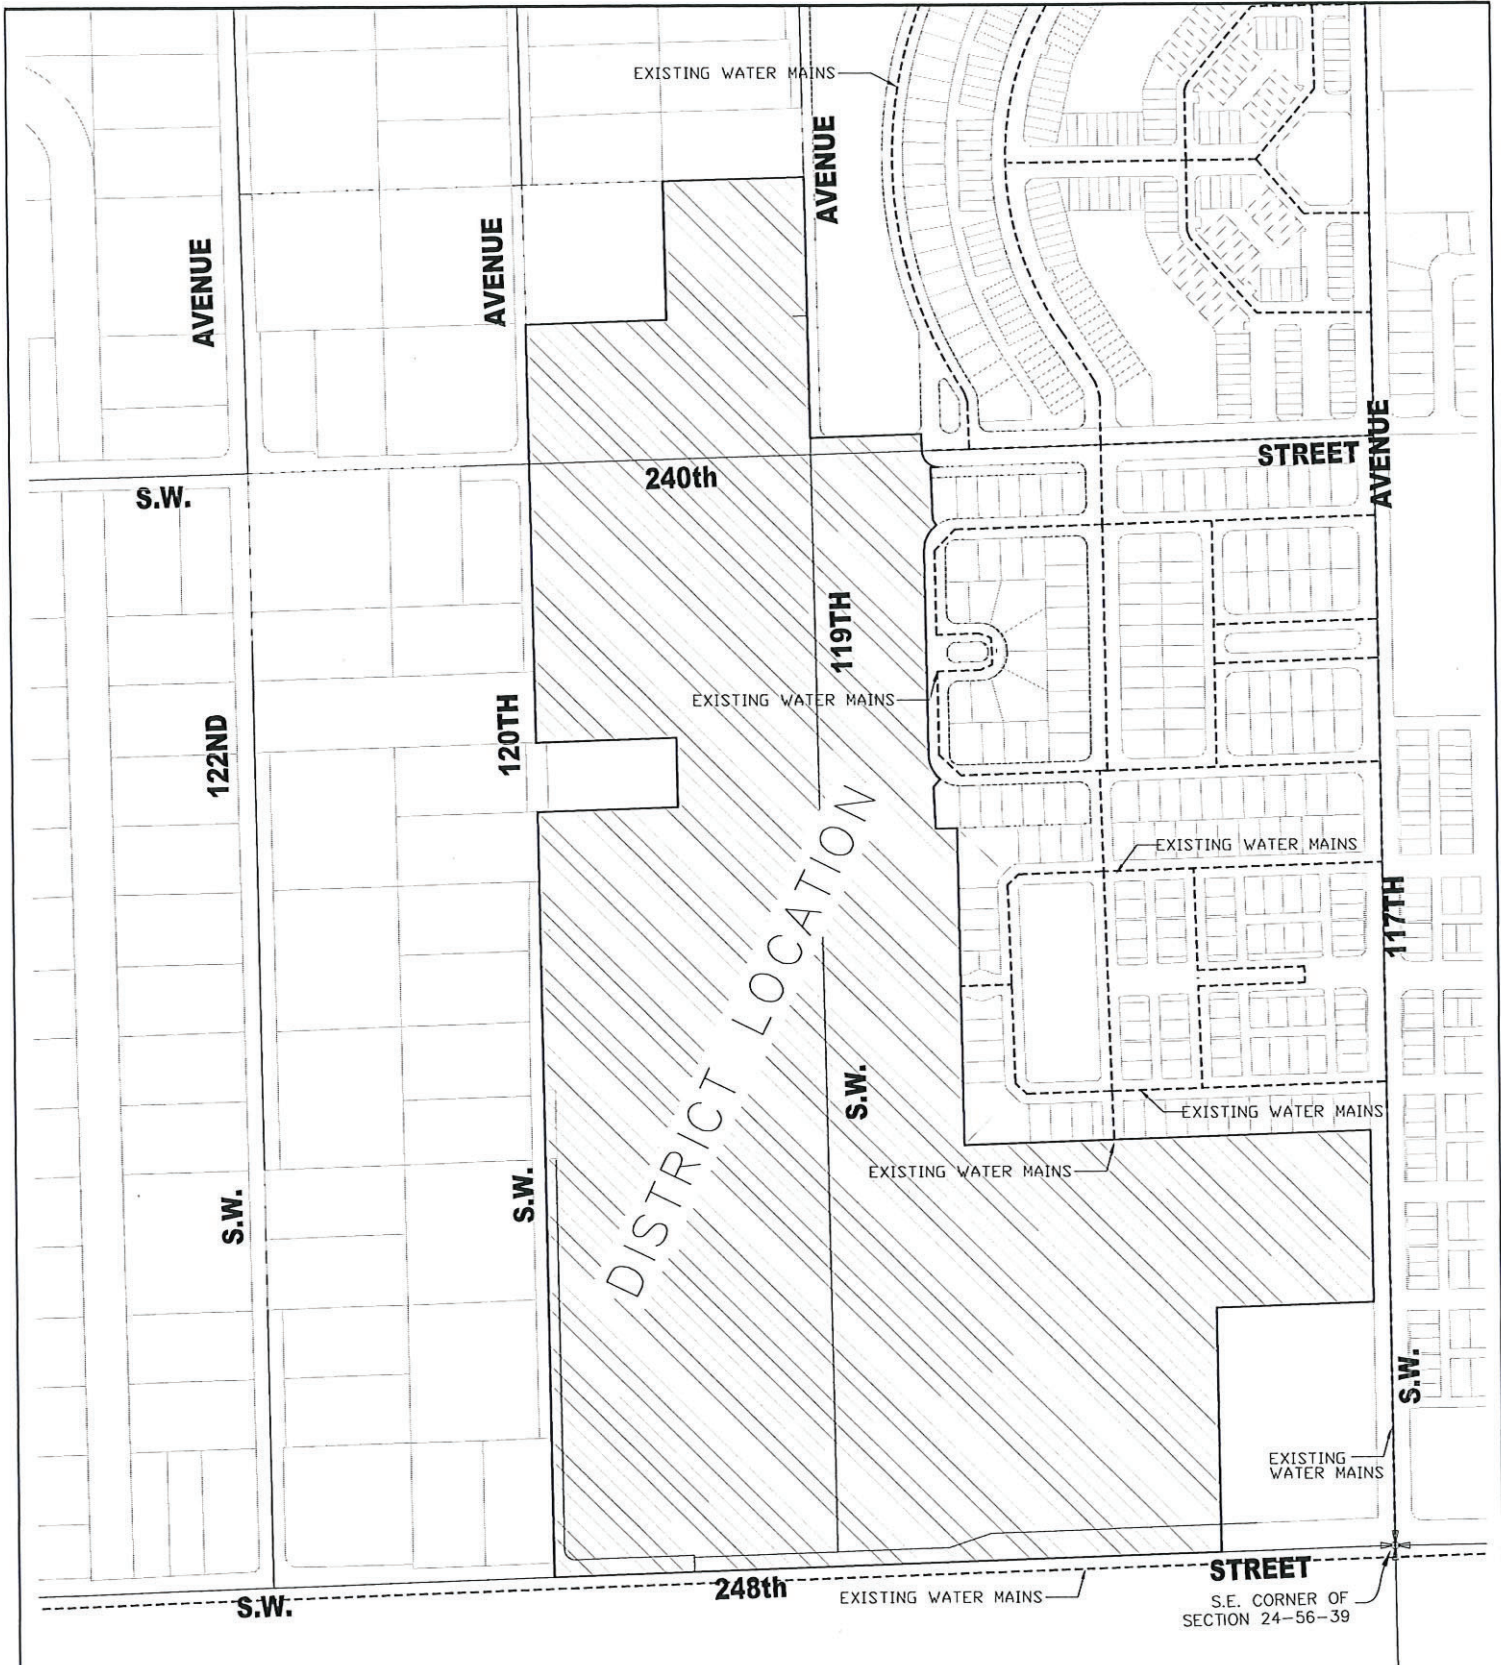 EXISTING WATER MAINS
AVENUE
AVENUE
AVENUE
AVENUE
STREET
240th
S.W.
119TH
EXISTING WATER MAINS
120TH
122ND
DISTRICT LOCATION
EXISTING WATER MAINS
117TH
S.W.
EXISTING WATER MAINS
EXISTING WATER MAINS
S.W.
S.W.
S.W.
EXISTING
WATER MAINS
STREET
248th
EXISTING WATER MAINS
S.W.
S.E. CORNER OF
SECTION 24-56-39